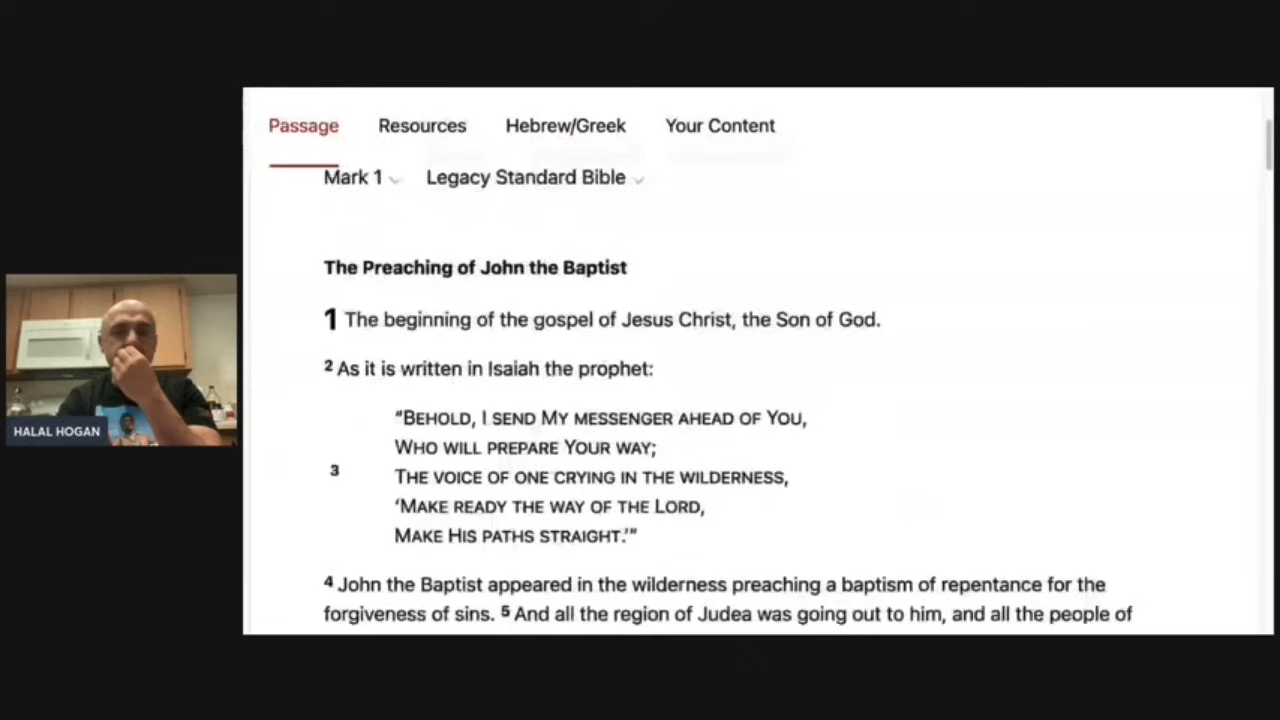 Passage Resources Hebrew/Greek Your Content
Mark 1 Legacy Standard Bible
The Preaching of John the Baptist
1 The beginning of the gospel of Jesus Christ, the Son of God.
2 As it is written in Isaiah the prophet:
“BEHOLD, I SEND MY MESSENGER AHEAD OF YOU,
WHO WILL PREPARE YOUR WAY;
3 THE VOICE OF ONE CRYING IN THE WILDERNESS,
‘MAKE READY THE WAY OF THE LORD,
MAKE HIS PATHS STRAIGHT.’”
4 John the Baptist appeared in the wilderness preaching a baptism of repentance for the
forgiveness of sins. 5 And all the region of Judea was going out to him, and all the people of
HALAL HOGAN